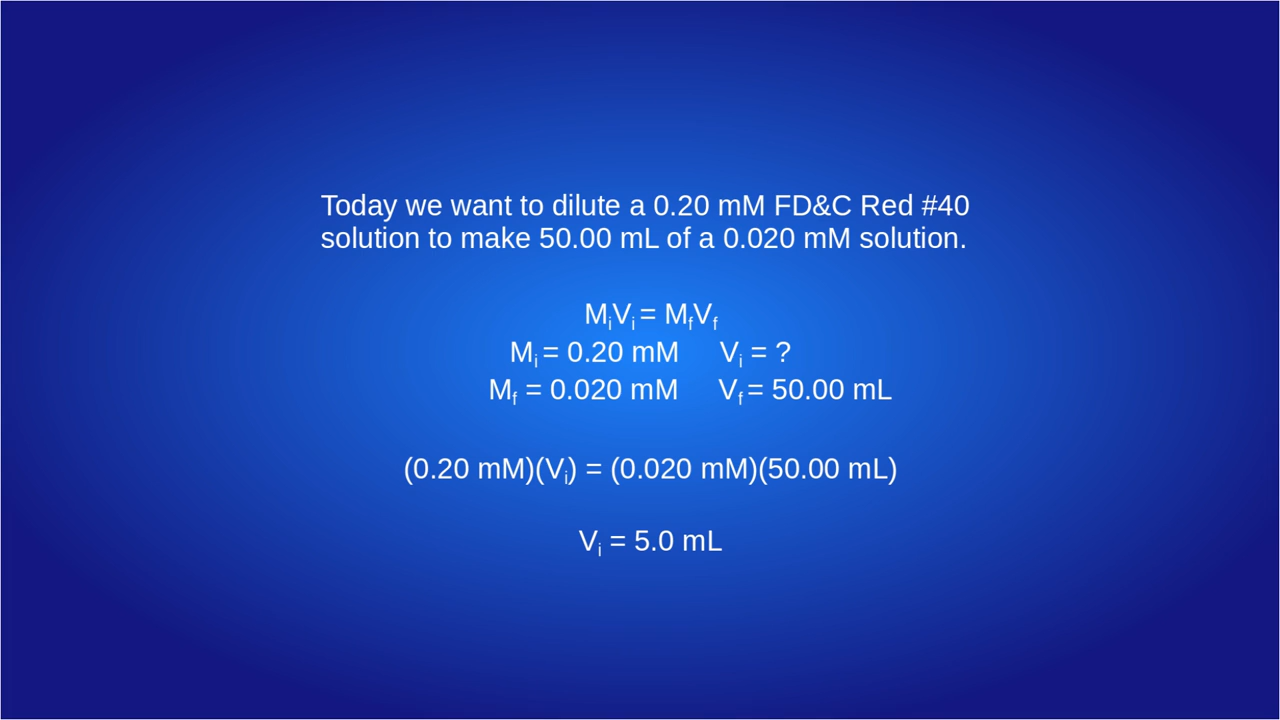 Today we want to dilute a 0.20 mM FD&C Red #40
solution to make 50.00 mL of a 0.020 mM solution.
MᵢVᵢ = MfVf
Mᵢ = 0.20 mM Vᵢ = ?
Mf = 0.020 mM Vf = 50.00 mL
(0.20 mM)(Vᵢ) = (0.020 mM)(50.00 mL)
Vᵢ = 5.0 mL